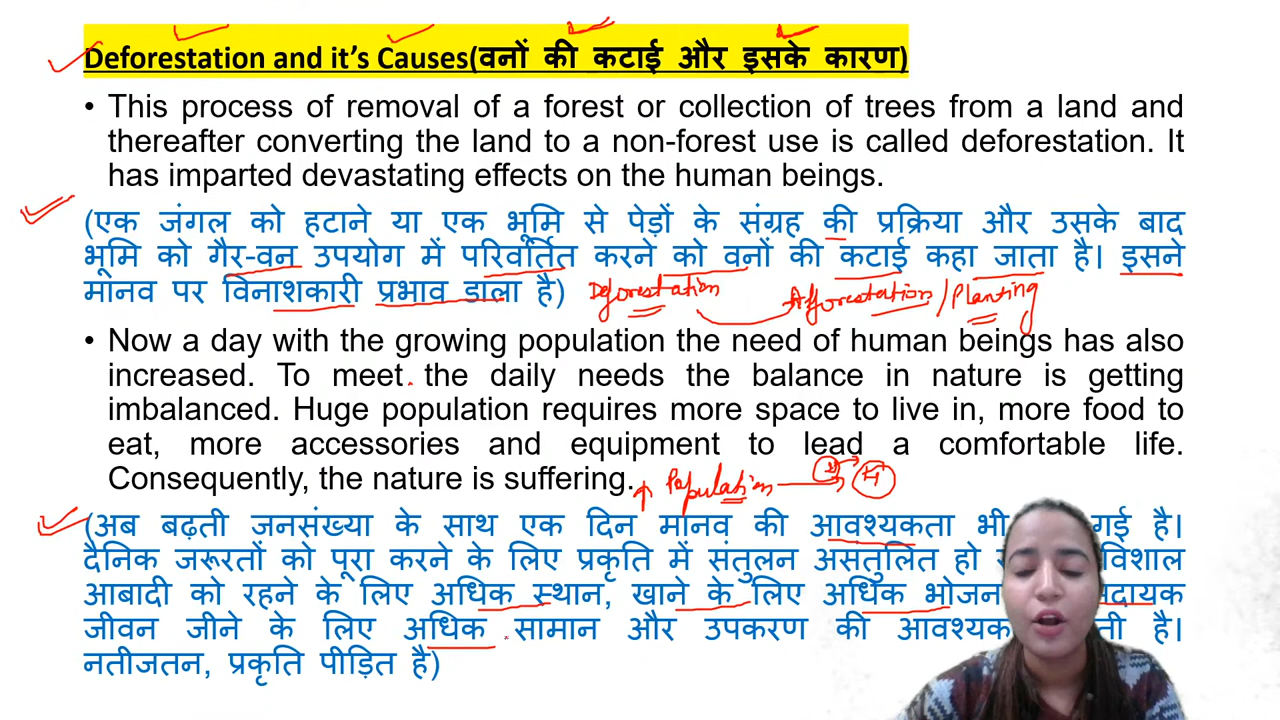 Deforestation and it's Causes(वनों की कटाई और इसके कारण)
• This process of removal of a forest or collection of trees from a land and
thereafter converting the land to a non-forest use is called deforestation. It
has imparted devastating effects on the human beings.
(एक जंगल को हटाने या एक भूमि से पेड़ों के संग्रह की प्रक्रिया और उसके बाद
भूमि को गैर-वन उपयोग में परिवर्तित करने को वनों की कटाई कहा जाता है। इसने
मानव पर विनाशकारी प्रभाव डाला है)
Deforestation Afforestation/Planting
• Now a day with the growing population the need of human beings has also
increased. To meet the daily needs the balance in nature is getting
imbalanced. Huge population requires more space to live in, more food to
eat, more accessories and equipment to lead a comfortable life.
Consequently, the nature is suffering.
↑ Population H
(अब बढ़ती जनसंख्या के साथ एक दिन मानव की आवश्यकता भी गई है।
दैनिक जरूरतों को पूरा करने के लिए प्रकृति में संतुलन असंतुलित हो विशाल
आबादी को रहने के लिए अधिक स्थान, खाने के लिए अधिक भोजन
जीवन जीने के लिए अधिक सामान और उपकरण की है।
नतीजतन, प्रकृति पीड़ित है)